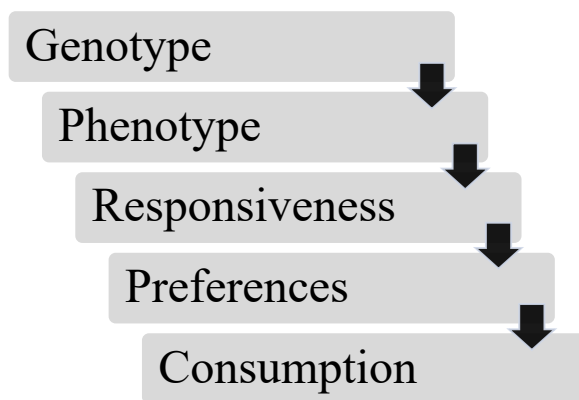 Genotype
Phenotype
Responsiveness
Preferences
Consumption